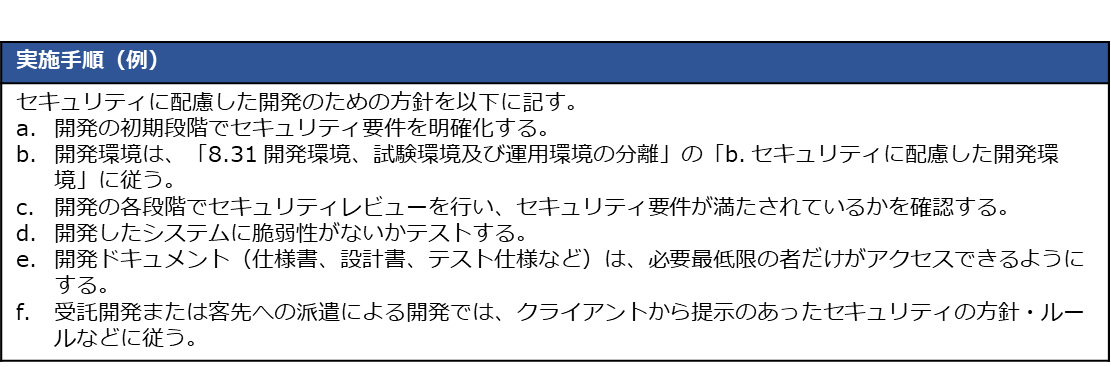 実施手順（例）
セキュリティに配慮した開発のための方針を以下に記す。
a. 開発の初期段階でセキュリティ要件を明確化する。
b. 開発環境は、「8.31 開発環境、試験環境及び運用環境の分離」の「b. セキュリティに配慮した開発環
境」に従う。
c. 開発の各段階でセキュリティレビューを行い、セキュリティ要件が満たされているかを確認する。
d. 開発したシステムに脆弱性がないかテストする。
e. 開発ドキュメント（仕様書、設計書、テスト仕様など）は、必要最低限の者だけがアクセスできるように
する。
f. 受託開発または客先への派遣による開発では、クライアントから提示のあったセキュリティの方針・ルー
ルなどに従う。